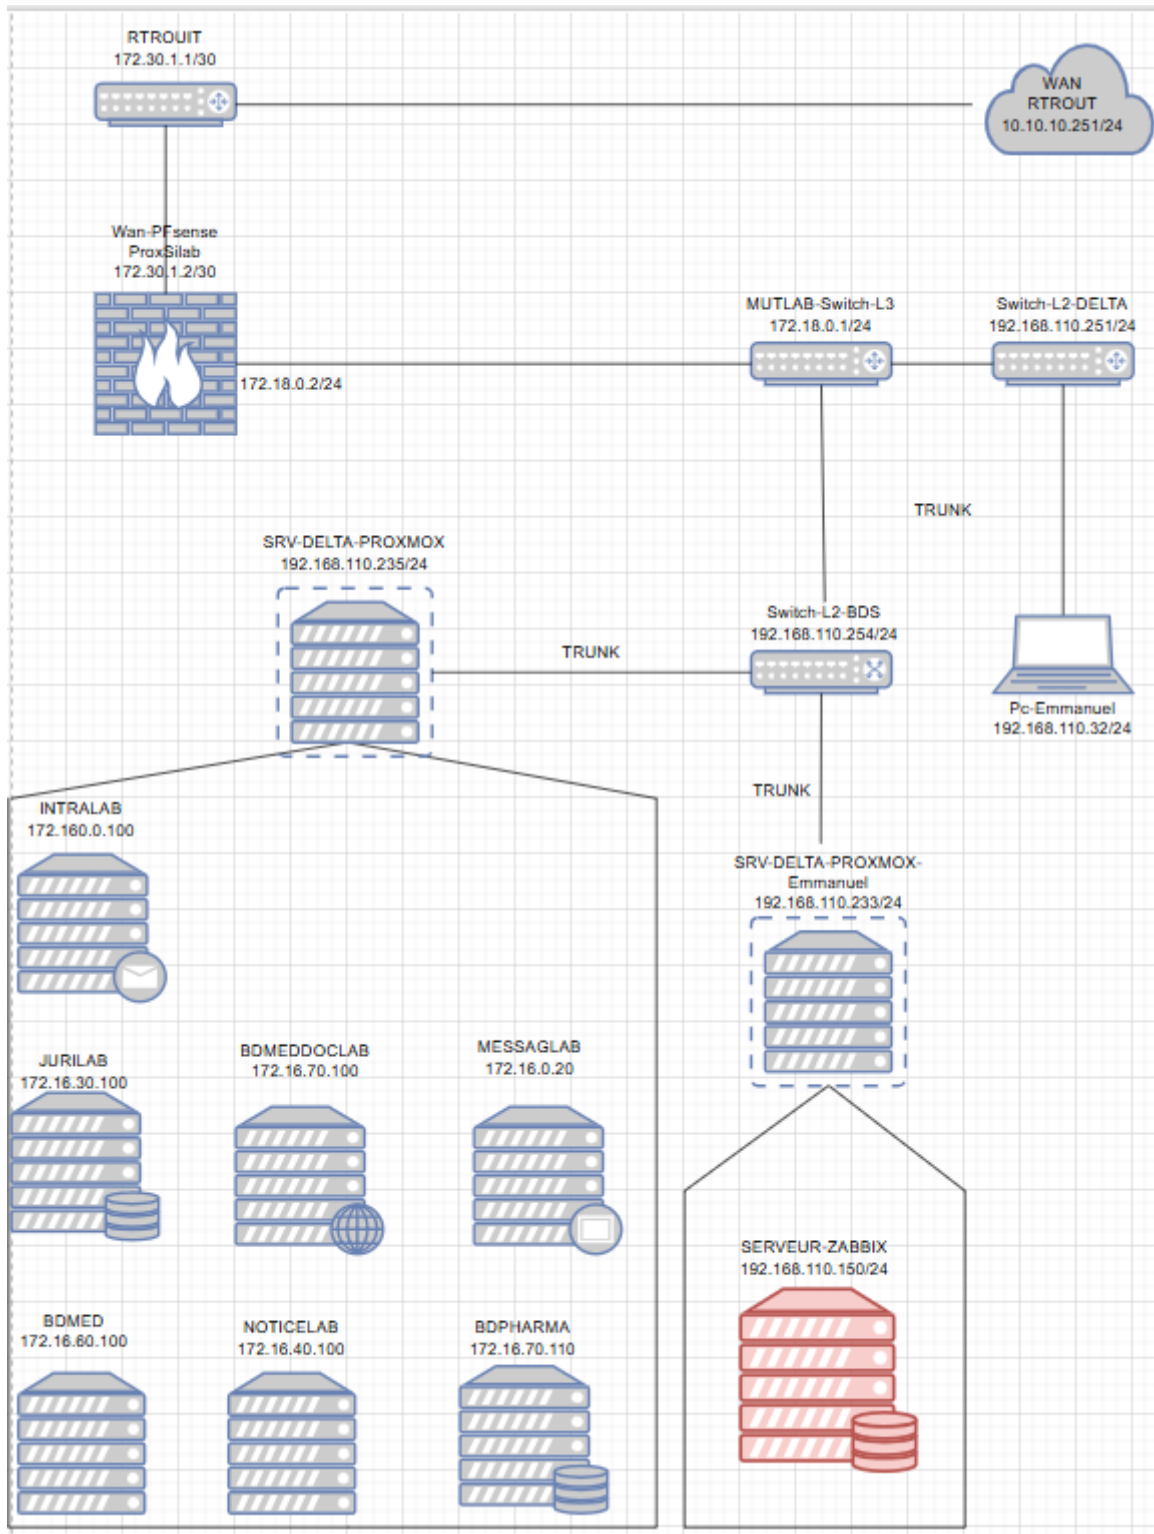 RTROUIT
172.30.1.1/30
WAN
RTROUT
10.10.10.251/24
Wan-PFsense
ProxSilab
172.30.1.2/30
172.18.0.2/24
MUTLAB-Switch-L3
172.18.0.1/24
Switch-L2-DELTA
192.168.110.251/24
TRUNK
SRV-DELTA-PROXMOX
192.168.110.235/24
TRUNK
Switch-L2-BDS
192.168.110.254/24
Pc-Emmanuel
192.168.110.32/24
TRUNK
INTRALAB
172.160.0.100
SRV-DELTA-PROXMOX-
Emmanuel
192.168.110.233/24
JURILAB
172.16.30.100
BDMEDDOCLAB
172.16.70.100
MESSAGLAB
172.16.0.20
SERVEUR-ZABBIX
192.168.110.150/24
BDMED
172.16.60.100
NOTICELAB
172.16.40.100
BDPHARMA
172.16.70.110